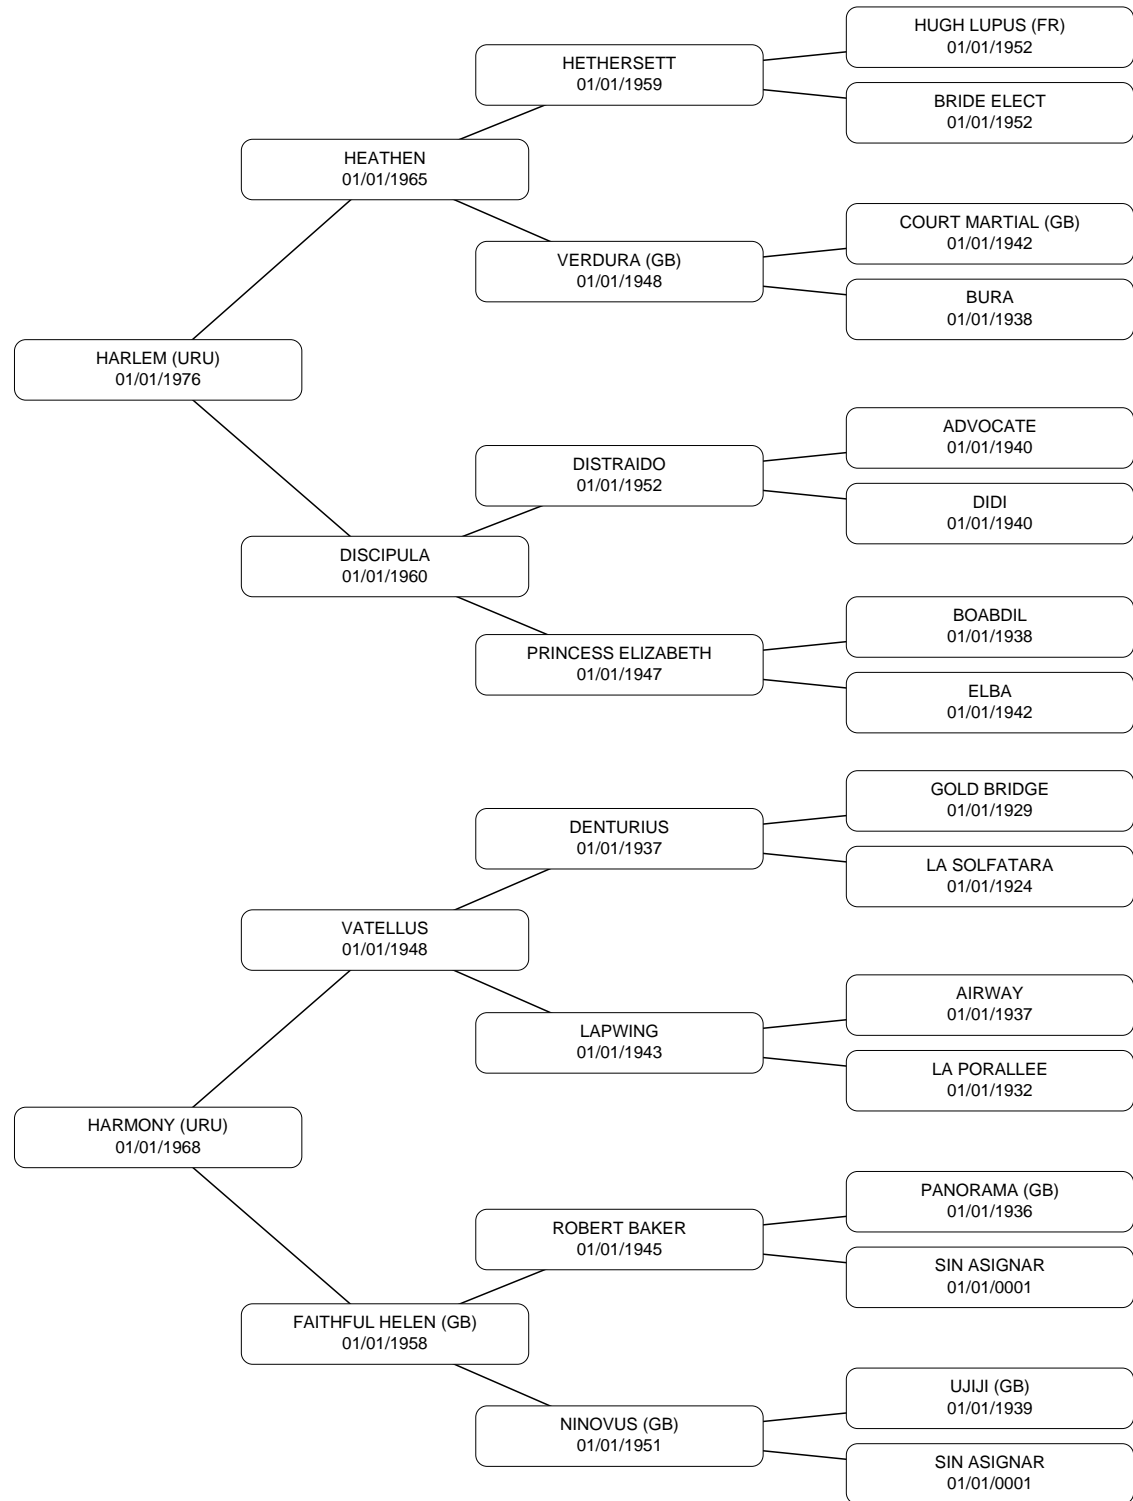 HUGH LUPUS (FR)
01/01/1952
HETHERSETT
01/01/1959
BRIDE ELECT
01/01/1952
HEATHEN
01/01/1965
COURT MARTIAL (GB)
01/01/1942
VERDURA (GB)
01/01/1948
BURA
01/01/1938
HARLEM (URU)
01/01/1976
ADVOCATE
01/01/1940
DISTRAIDO
01/01/1952
DIDI
01/01/1940
DISCIPULA
01/01/1960
BOABDIL
01/01/1938
PRINCESS ELIZABETH
01/01/1947
ELBA
01/01/1942
GOLD BRIDGE
01/01/1929
DENTURIUS
01/01/1937
LA SOLFATARA
01/01/1924
VATELLUS
01/01/1948
AIRWAY
01/01/1937
LAPWING
01/01/1943
LA PORALLEE
01/01/1932
HARMONY (URU)
01/01/1968
PANORAMA (GB)
01/01/1936
ROBERT BAKER
01/01/1945
SIN ASIGNAR
01/01/0001
FAITHFUL HELEN (GB)
01/01/1958
UJIJI (GB)
01/01/1939
NINOVUS (GB)
01/01/1951
SIN ASIGNAR
01/01/0001